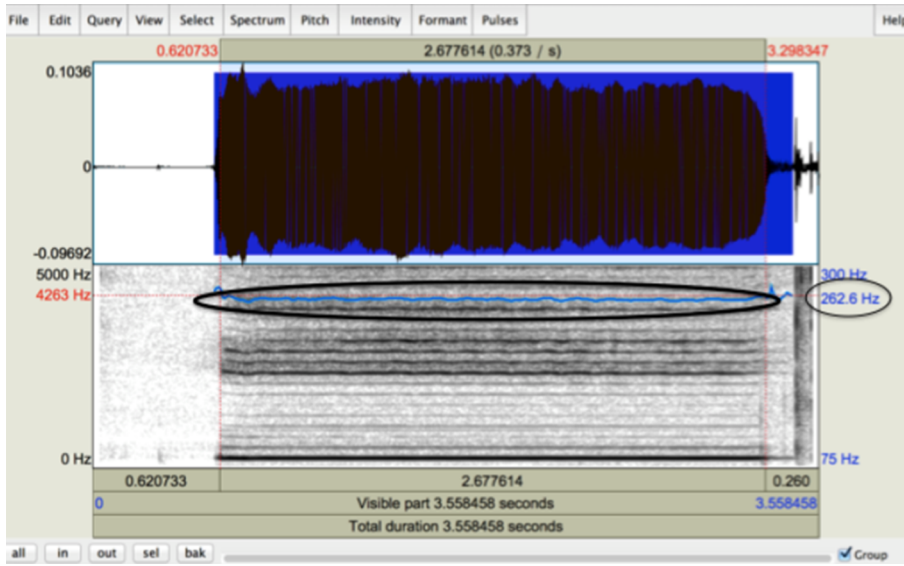 File Edit Query View Select Spectrum Pitch Intensity Formant Pulses Help
0.620733 2.677614 (0.373 / s) 3.298347
0.1036
0
-0.09692
5000 Hz 300 Hz
4263 Hz 262.6 Hz
0 Hz 75 Hz
0.620733 2.677614 0.260
0 Visible part 3.558458 seconds 3.558458
Total duration 3.558458 seconds
all in out sel bak Group